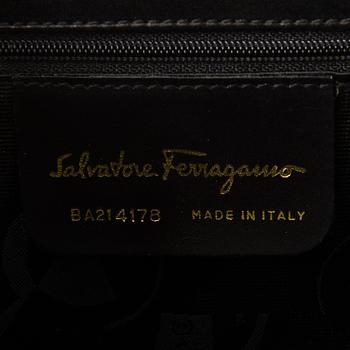 Salvatore Ferragamo
BA214178 MADE IN ITALY